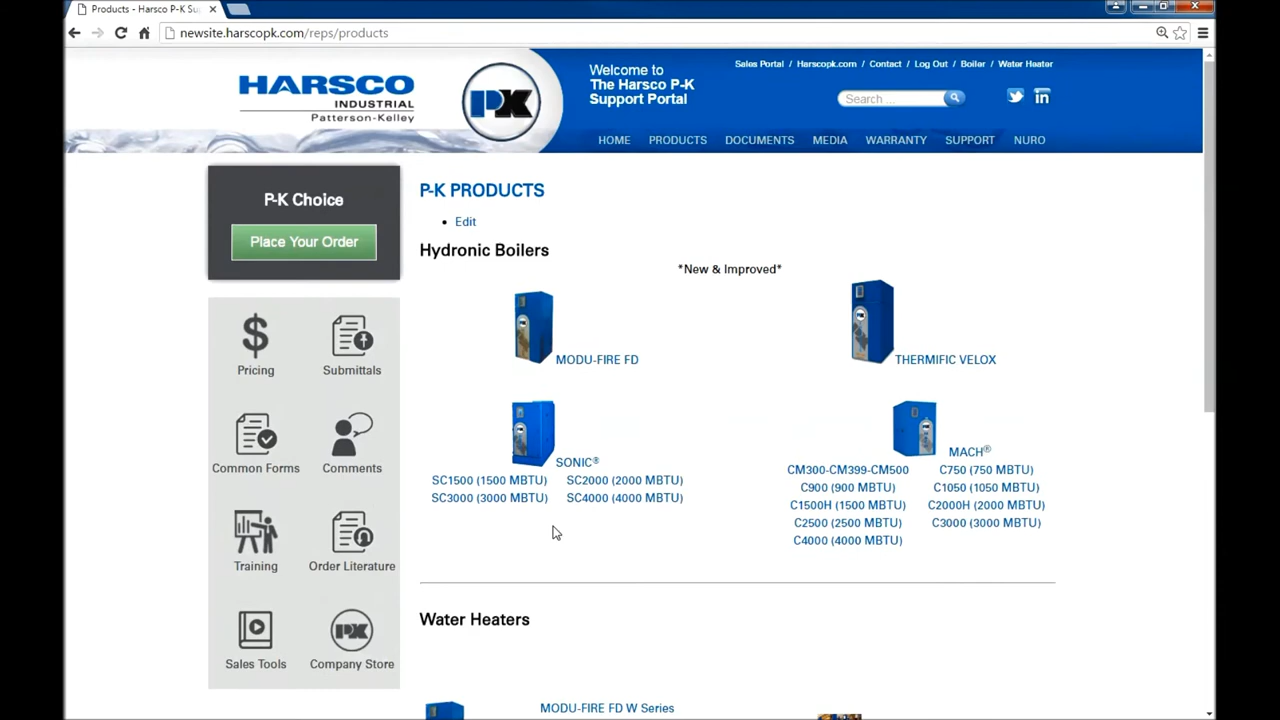 Products - Harsco P-K Su
newsite.harscopk.com/reps/products
HARSCO
INDUSTRIAL
Patterson-Kelley
PK
Welcome to
The Harsco P-K
Support Portal
Sales Portal / Harscopk.com / Contact / Log Out / Boiler / Water Heater
Search ...
HOME PRODUCTS DOCUMENTS MEDIA WARRANTY SUPPORT NURO
P-K Choice
Place Your Order
Pricing Submittals
Common Forms Comments
Training Order Literature
PK
Sales Tools Company Store
P-K PRODUCTS
• Edit
Hydronic Boilers
*New & Improved*
MODU-FIRE FD THERMIFIC VELOX
SONIC®
SC1500 (1500 MBTU) SC2000 (2000 MBTU)
SC3000 (3000 MBTU) SC4000 (4000 MBTU)
MACH®
CM300-CM399-CM500 C750 (750 MBTU)
C900 (900 MBTU) C1050 (1050 MBTU)
C1500H (1500 MBTU) C2000H (2000 MBTU)
C2500 (2500 MBTU) C3000 (3000 MBTU)
C4000 (4000 MBTU)
Water Heaters
MODU-FIRE FD W Series